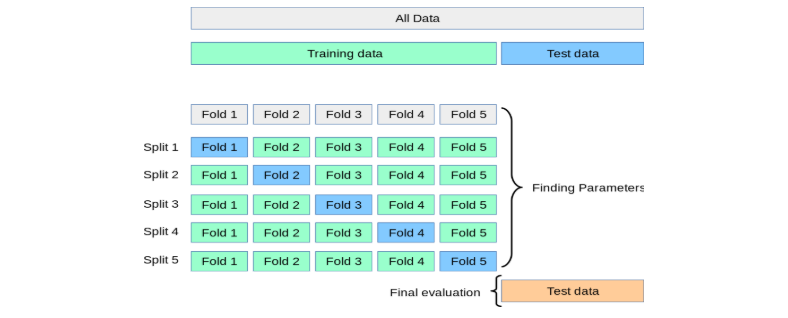 All Data
Training data Test data
Fold 1 Fold 2 Fold 3 Fold 4 Fold 5
Split 1 Fold 1 Fold 2 Fold 3 Fold 4 Fold 5
Split 2 Fold 1 Fold 2 Fold 3 Fold 4 Fold 5
Split 3 Fold 1 Fold 2 Fold 3 Fold 4 Fold 5
Finding Parameters
Split 4 Fold 1 Fold 2 Fold 3 Fold 4 Fold 5
Split 5 Fold 1 Fold 2 Fold 3 Fold 4 Fold 5
Final evaluation Test data